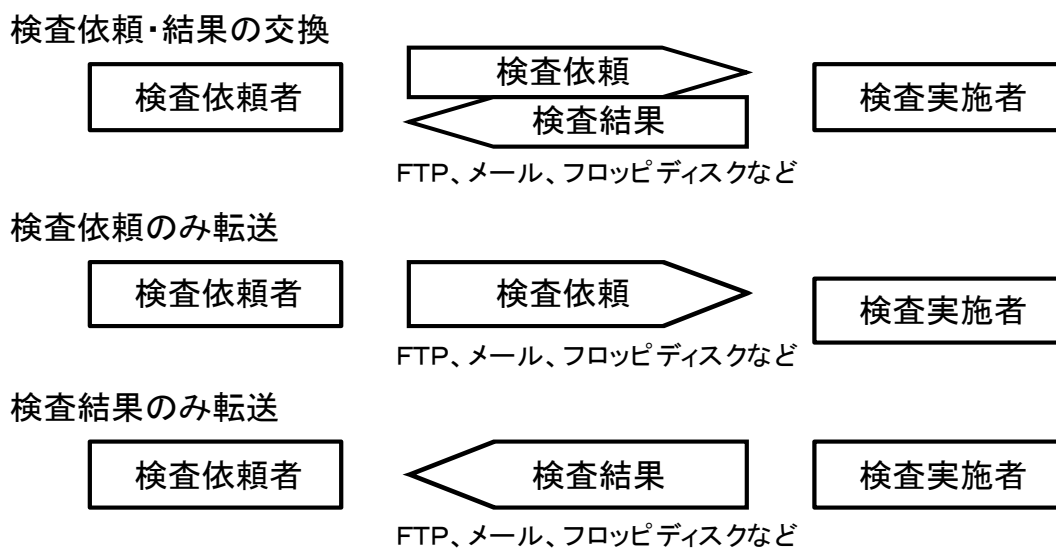 検査依頼・結果の交換
検査依頼者 検査依頼 検査実施者
検査結果
FTP、メール、フロッピディスクなど
検査依頼のみ転送
検査依頼者 検査依頼 検査実施者
FTP、メール、フロッピディスクなど
検査結果のみ転送
検査依頼者 検査結果 検査実施者
FTP、メール、フロッピディスクなど